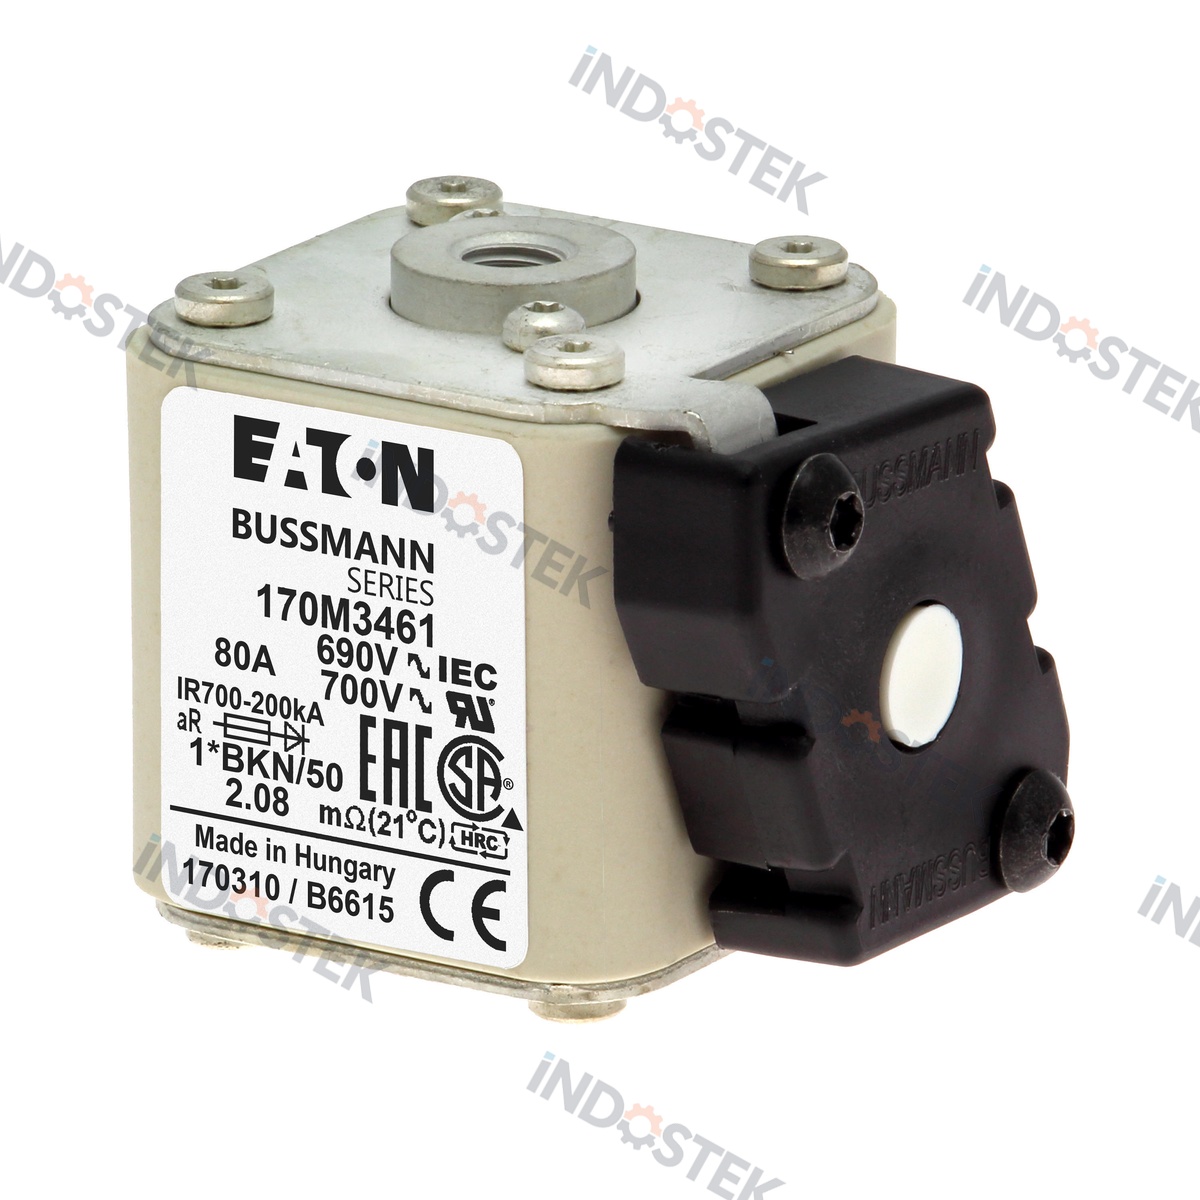 iNDOSTEK
iNDOSTEK
iNDOSTEK
EATON
iNDOSTEK
BUSSMANN
SERIES
170M3461
80A 690V IEC
700V
IR700-200kA
aR
1*BKN/50
2.08 mΩ(21°C)
EAC
SA®
HRC
Made in Hungary
170310 / B6615
CE
BUSSMANN
BUSSMANN
iNDOSTEK
iN
iNDOSTEK